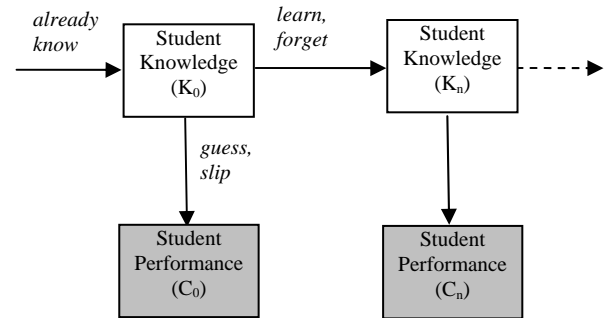 already
know
Student
Knowledge
(K₀)
learn,
forget
Student
Knowledge
(Kₙ)
guess,
slip
Student
Performance
(C₀)
Student
Performance
(Cₙ)